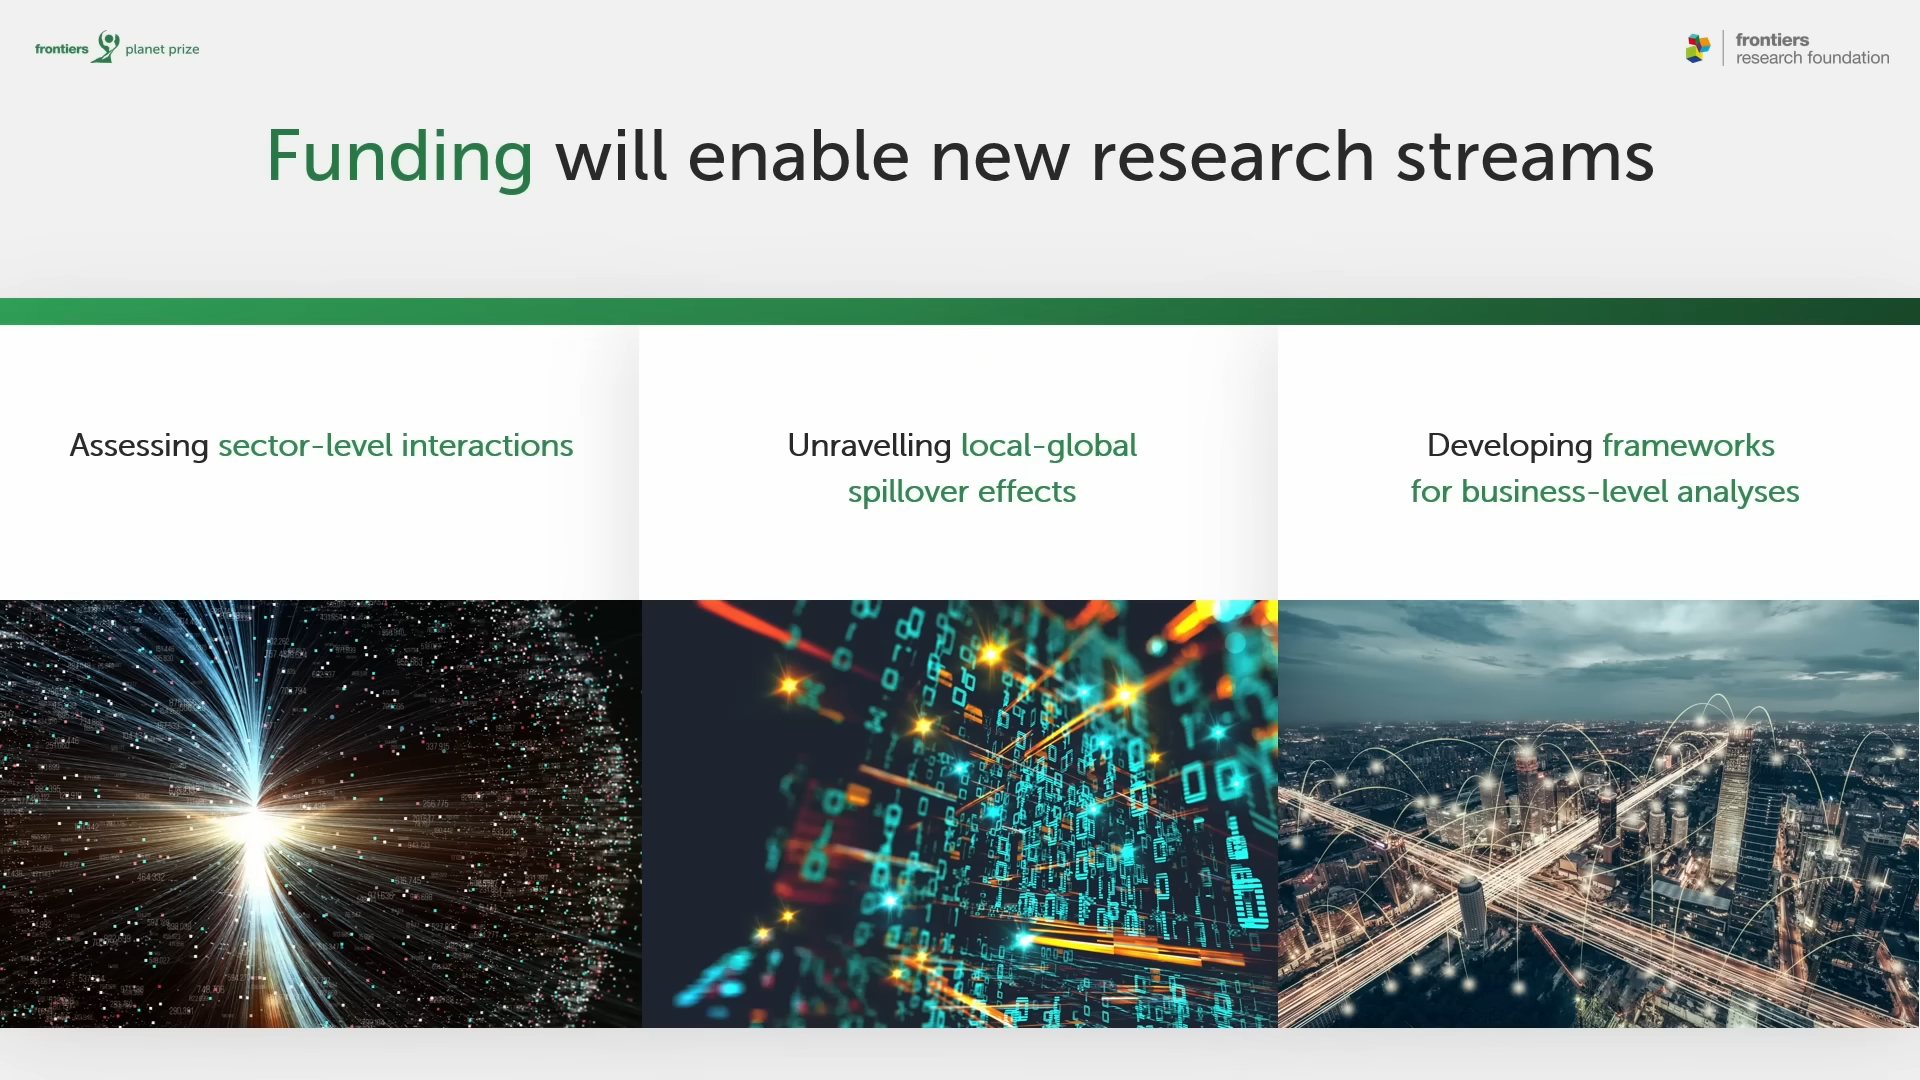 frontiers planet prize
frontiers
research foundation
Funding will enable new research streams
Assessing sector-level interactions
Unravelling local-global
spillover effects
Developing frameworks
for business-level analyses